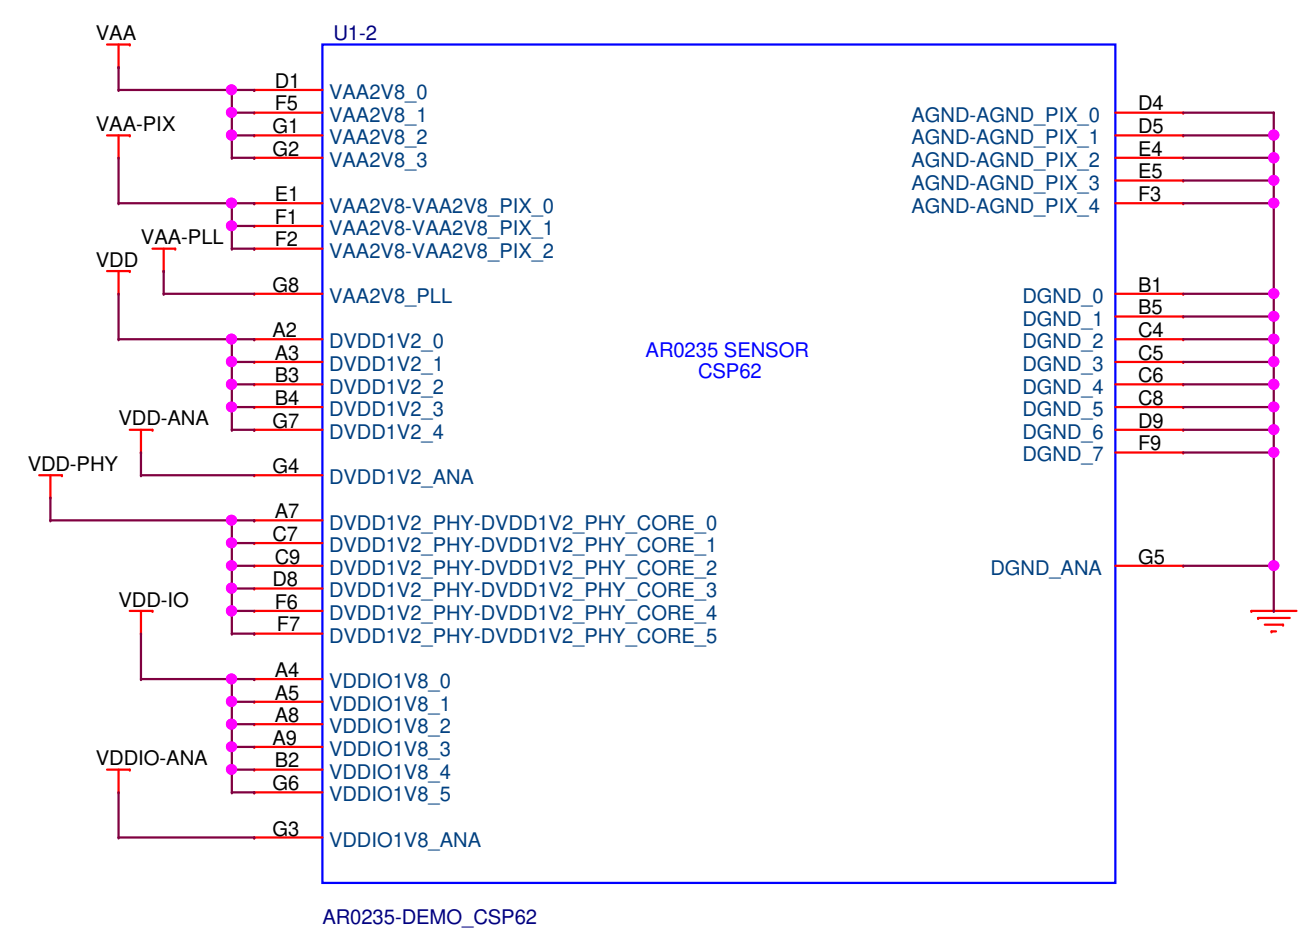 U1-2
VAA
D1 VAA2V8_0
F5 VAA2V8_1
G1 VAA2V8_2
G2 VAA2V8_3
VAA-PIX
E1 VAA2V8-VAA2V8_PIX_0
F1 VAA2V8-VAA2V8_PIX_1
F2 VAA2V8-VAA2V8_PIX_2
VAA-PLL
G8 VAA2V8_PLL
VDD
A2 DVDD1V2_0
A3 DVDD1V2_1
B3 DVDD1V2_2
B4 DVDD1V2_3
G7 DVDD1V2_4
VDD-ANA
G4 DVDD1V2_ANA
VDD-PHY
A7 DVDD1V2_PHY-DVDD1V2_PHY_CORE_0
C7 DVDD1V2_PHY-DVDD1V2_PHY_CORE_1
C9 DVDD1V2_PHY-DVDD1V2_PHY_CORE_2
D8 DVDD1V2_PHY-DVDD1V2_PHY_CORE_3
F6 DVDD1V2_PHY-DVDD1V2_PHY_CORE_4
F7 DVDD1V2_PHY-DVDD1V2_PHY_CORE_5
VDD-IO
A4 VDDIO1V8_0
A5 VDDIO1V8_1
A8 VDDIO1V8_2
A9 VDDIO1V8_3
B2 VDDIO1V8_4
G6 VDDIO1V8_5
VDDIO-ANA
G3 VDDIO1V8_ANA
AR0235 SENSOR
CSP62
AGND-AGND_PIX_0 D4
AGND-AGND_PIX_1 D5
AGND-AGND_PIX_2 E4
AGND-AGND_PIX_3 E5
AGND-AGND_PIX_4 F3
DGND_0 B1
DGND_1 B5
DGND_2 C4
DGND_3 C5
DGND_4 C6
DGND_5 C8
DGND_6 D9
DGND_7 F9
DGND_ANA G5
AR0235-DEMO_CSP62